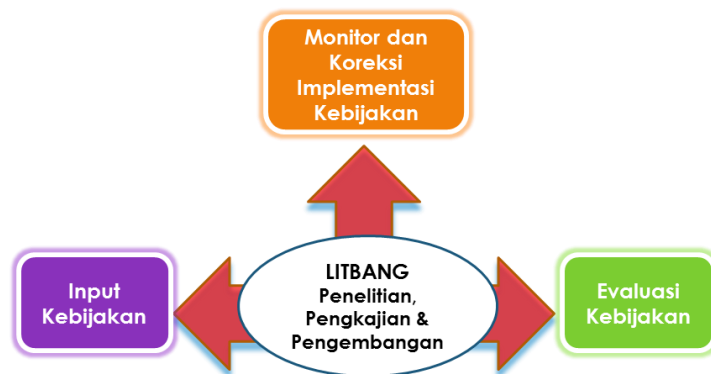 Monitor dan
Koreksi
Implementasi
Kebijakan
Input
Kebijakan
LITBANG
Penelitian,
Pengkajian &
Pengembangan
Evaluasi
Kebijakan